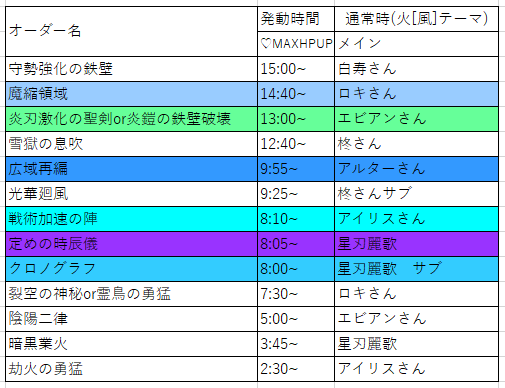 オーダー名 発動時間 通常時(火[風]テーマ)
♡MAXHPUP メイン
守勢強化の鉄壁 15:00~ 白寿さん
魔縮領域 14:40~ ロキさん
炎刃激化の聖剣or炎鎧の鉄壁破壊 13:00~ エビアンさん
雪獄の息吹 12:40~ 柊さん
広域再編 9:55~ アルターさん
光華廻風 9:25~ 柊さんサブ
戦術加速の陣 8:10~ アイリスさん
定めの時辰儀 8:05~ 星刃麗歌
クロノグラフ 8:00~ 星刃麗歌 サブ
裂空の神秘or霊鳥の勇猛 7:30~ ロキさん
陰陽二律 5:00~ エビアンさん
暗黒業火 3:45~ 星刃麗歌
劫火の勇猛 2:30~ アイリスさん